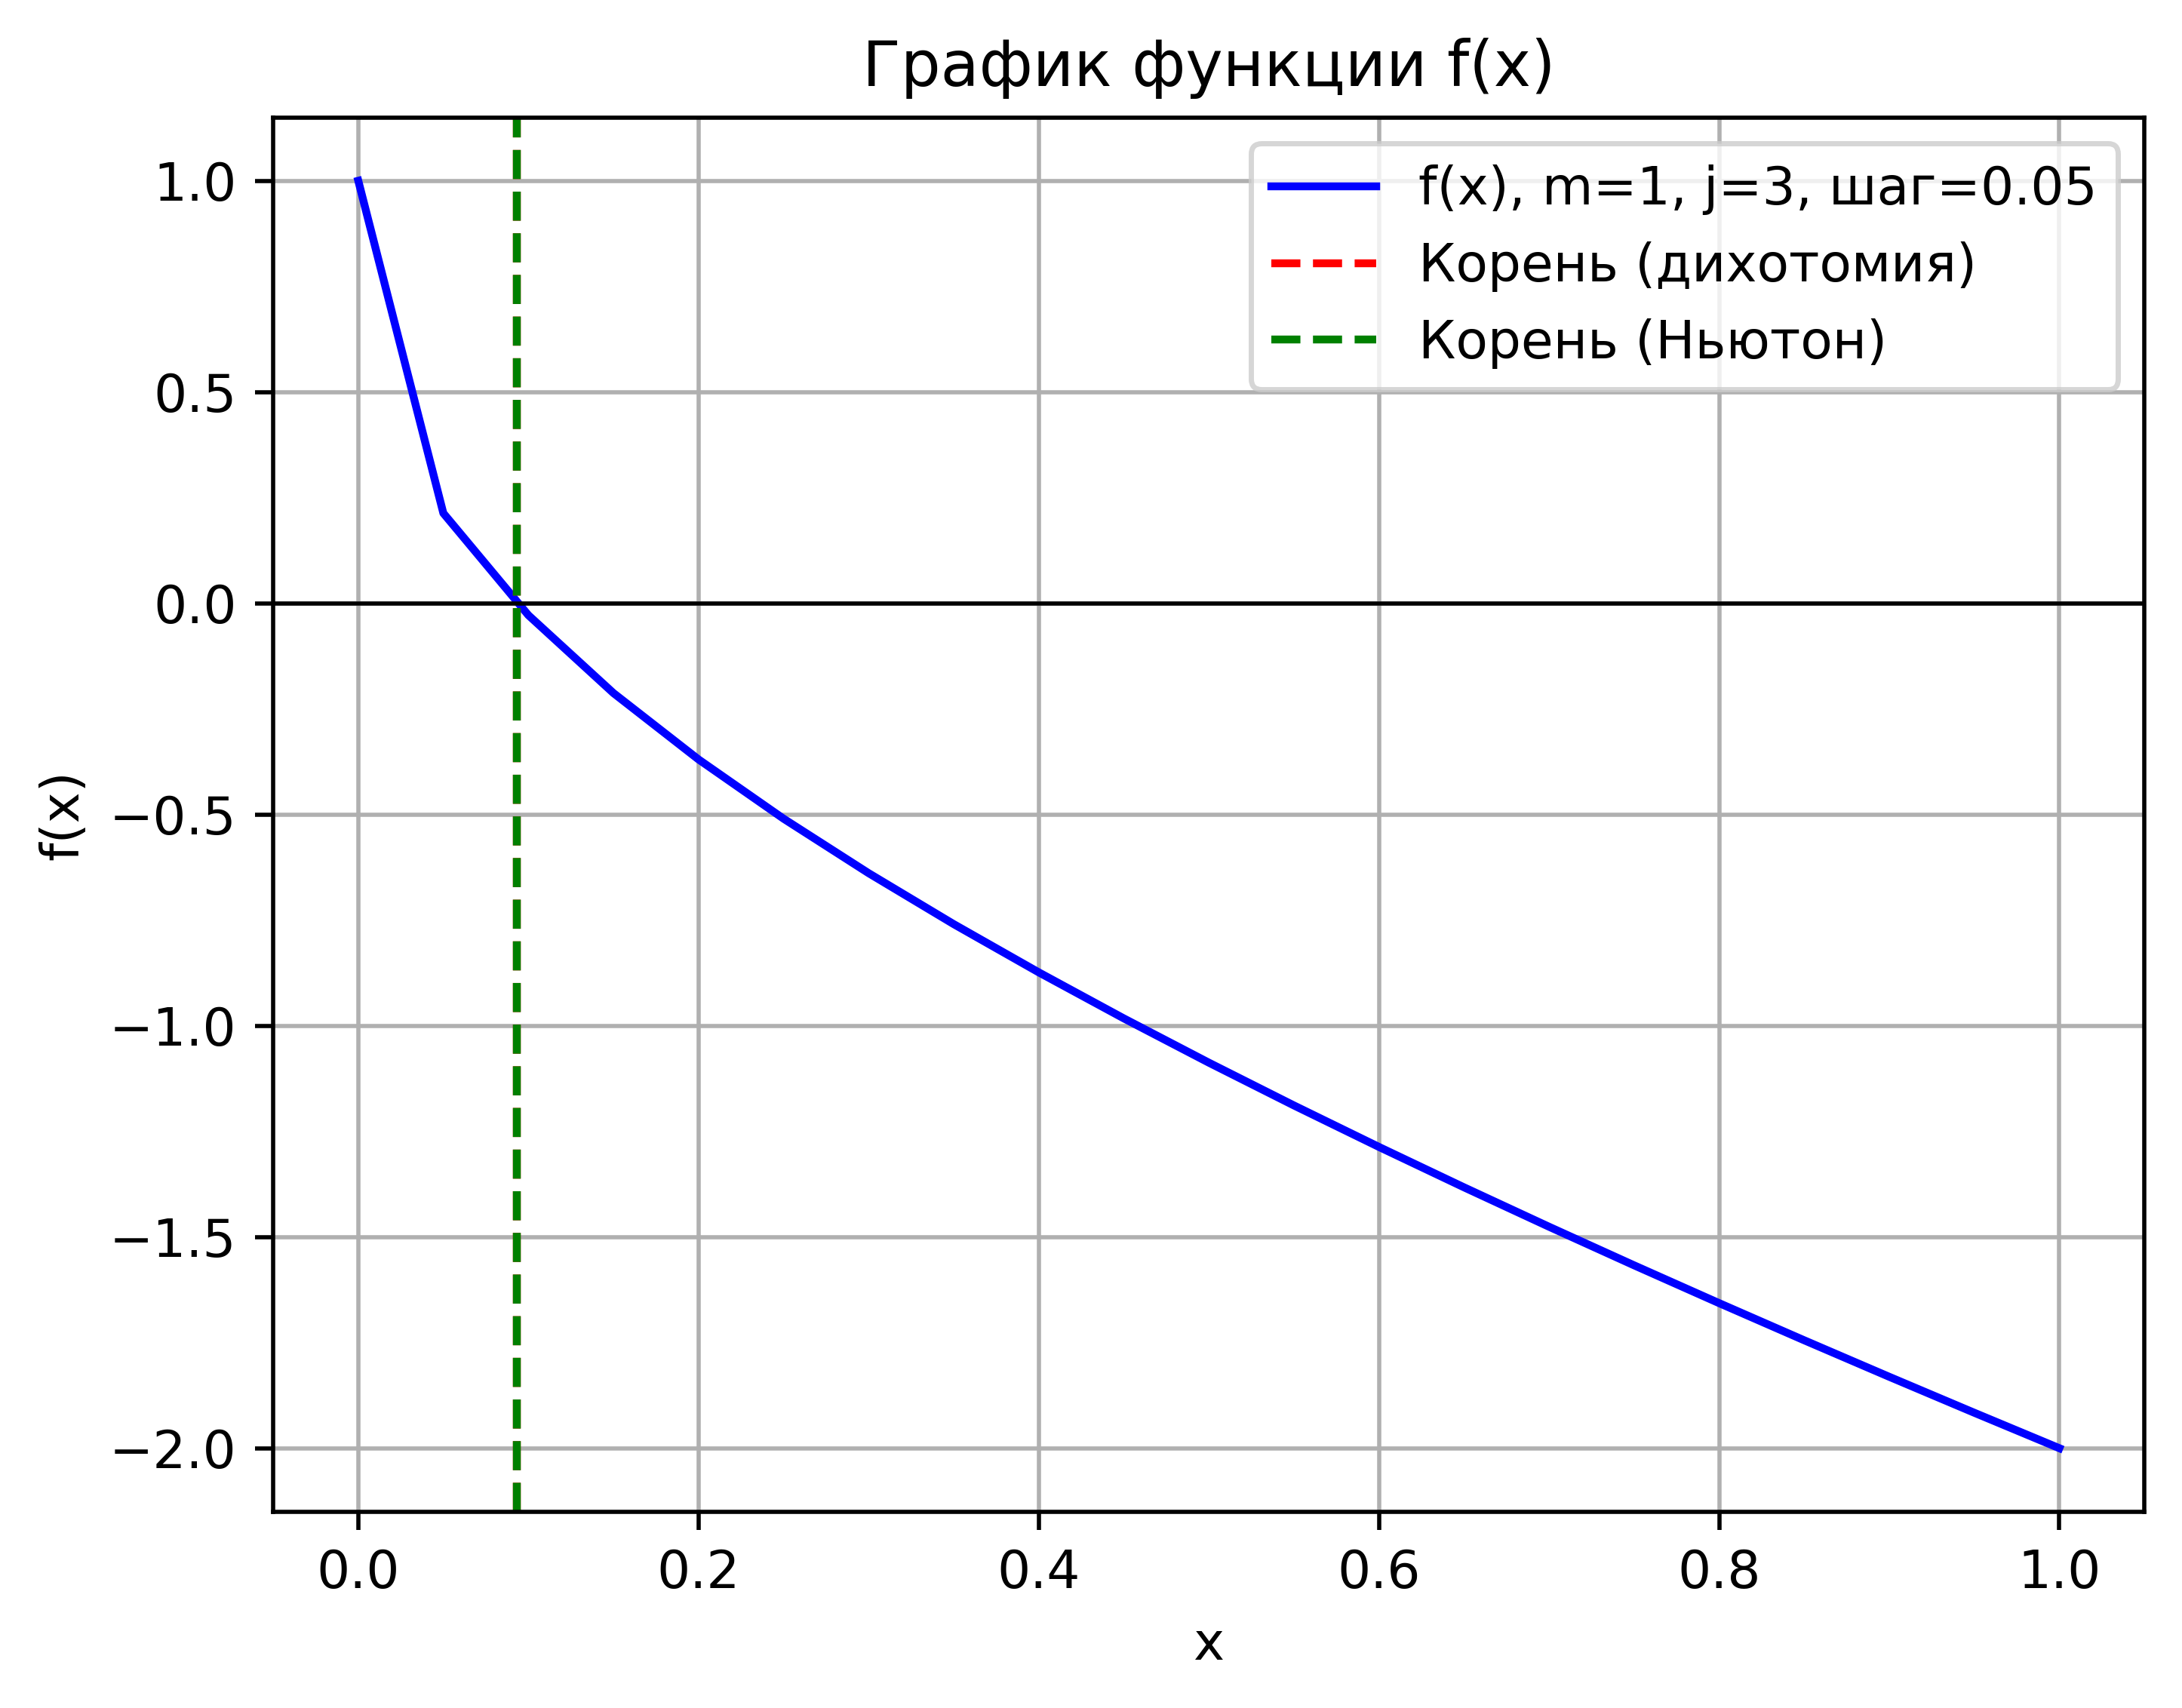 График функции f(x)
f(x), m=1, j=3, шаг=0.05
Корень (дихотомия)
Корень (Ньютон)
1.0
0.5
0.0
−0.5
−1.0
−1.5
−2.0
f(x)
0.0 0.2 0.4 0.6 0.8 1.0
x